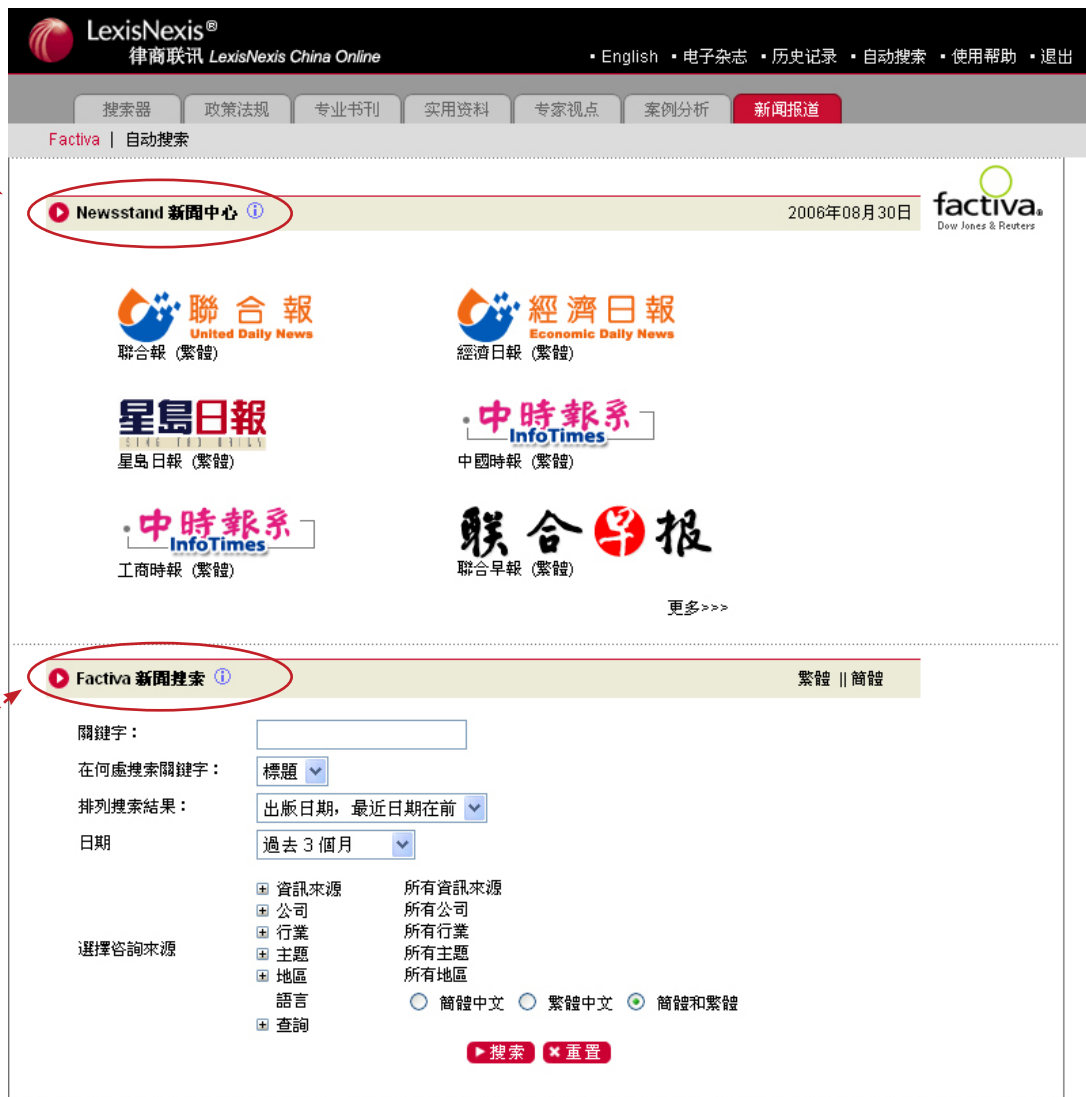 LexisNexis®
律商联讯 LexisNexis China Online
▪ English ▪ 电子杂志 ▪ 历史记录 ▪ 自动搜索 ▪ 使用帮助 ▪ 退出
搜索器 政策法规 专业书刊 实用资料 专家视点 案例分析 新闻报道
Factiva | 自动搜索
Newsstand 新聞中心
2006年08月30日
factiva®
Dow Jones & Reuters
聯合報 經濟日報
United Daily News Economic Daily News
聯合報 (繁體) 經濟日報 (繁體)
星島日報 中時報系
SING TAO DAILY InfoTimes
星島日報 (繁體) 中國時報 (繁體)
中時報系 联合早报
InfoTimes
工商時報 (繁體) 聯合早報 (繁體)
更多>>>
Factiva 新聞搜索 繁體 || 簡體
關鍵字：
在何處搜索關鍵字： 標題
排列搜索結果： 出版日期，最近日期在前
日期 過去 3 個月
資訊來源 所有資訊來源
公司 所有公司
行業 所有行業
選擇咨詢來源
主題 所有主題
地區 所有地區
語言 簡體中文 繁體中文 簡體和繁體
查詢
搜索 重置